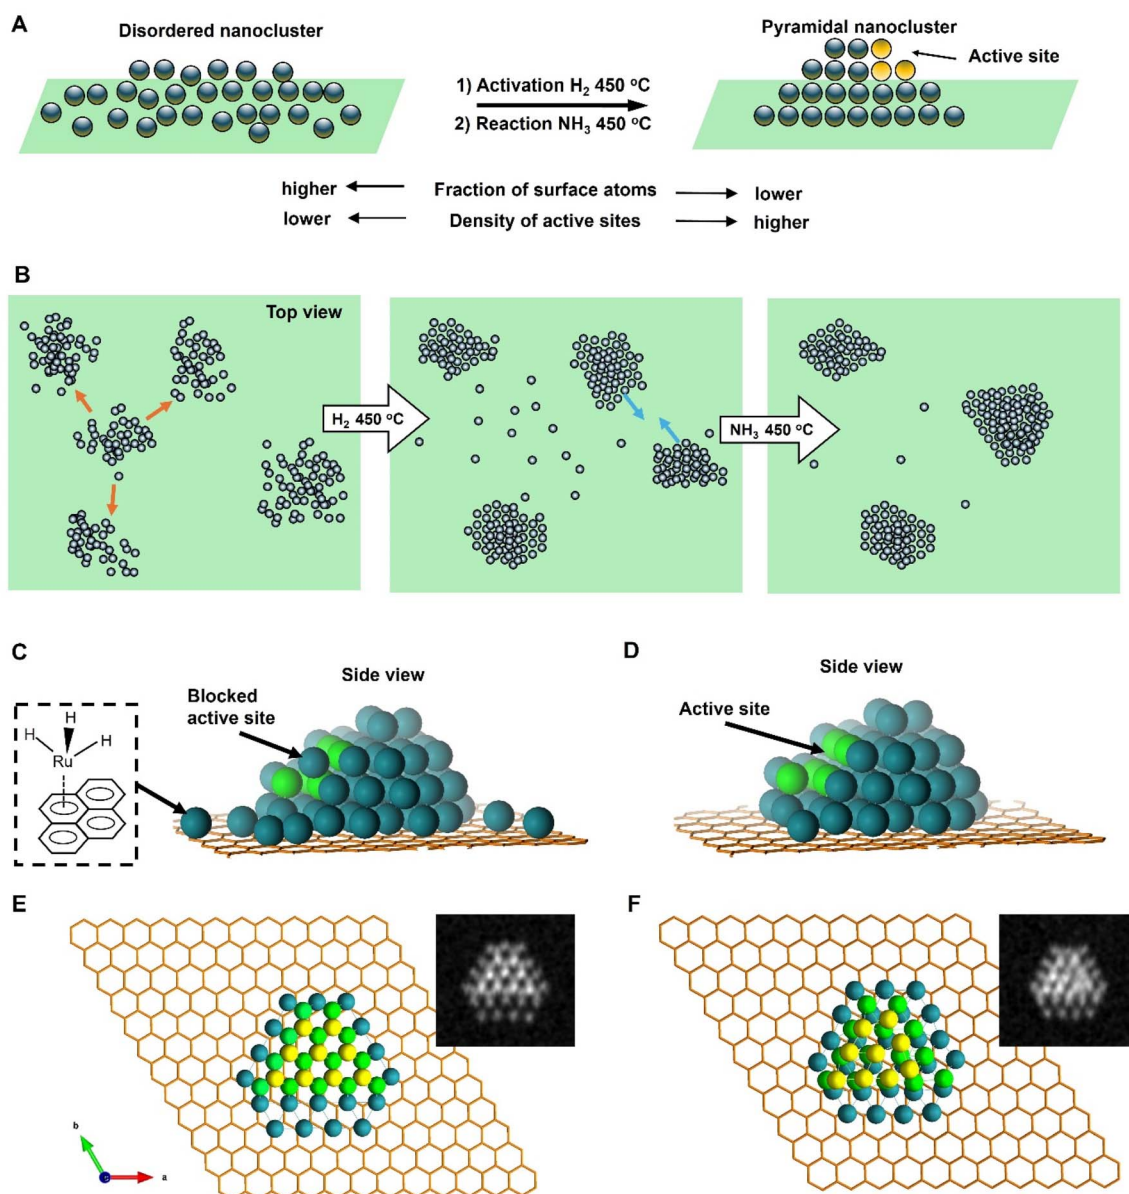 A
Disordered nanocluster
Pyramidal nanocluster
Active site
1) Activation H₂ 450 °C
2) Reaction NH₃ 450 °C
higher
Fraction of surface atoms
lower
lower
Density of active sites
higher
B
Top view
H₂ 450 °C
NH₃ 450 °C
C
Side view
Blocked
active site
H
H
H
Ru
D
Side view
Active site
E
F
b
a